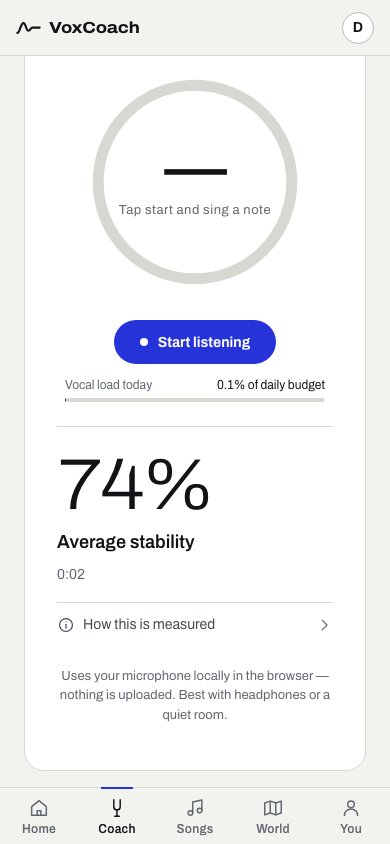 VoxCoach
D
—
Tap start and sing a note
Start listening
Vocal load today
0.1% of daily budget
74%
Average stability
0:02
How this is measured
Uses your microphone locally in the browser —
nothing is uploaded. Best with headphones or a
quiet room.
Home
Coach
Songs
World
You